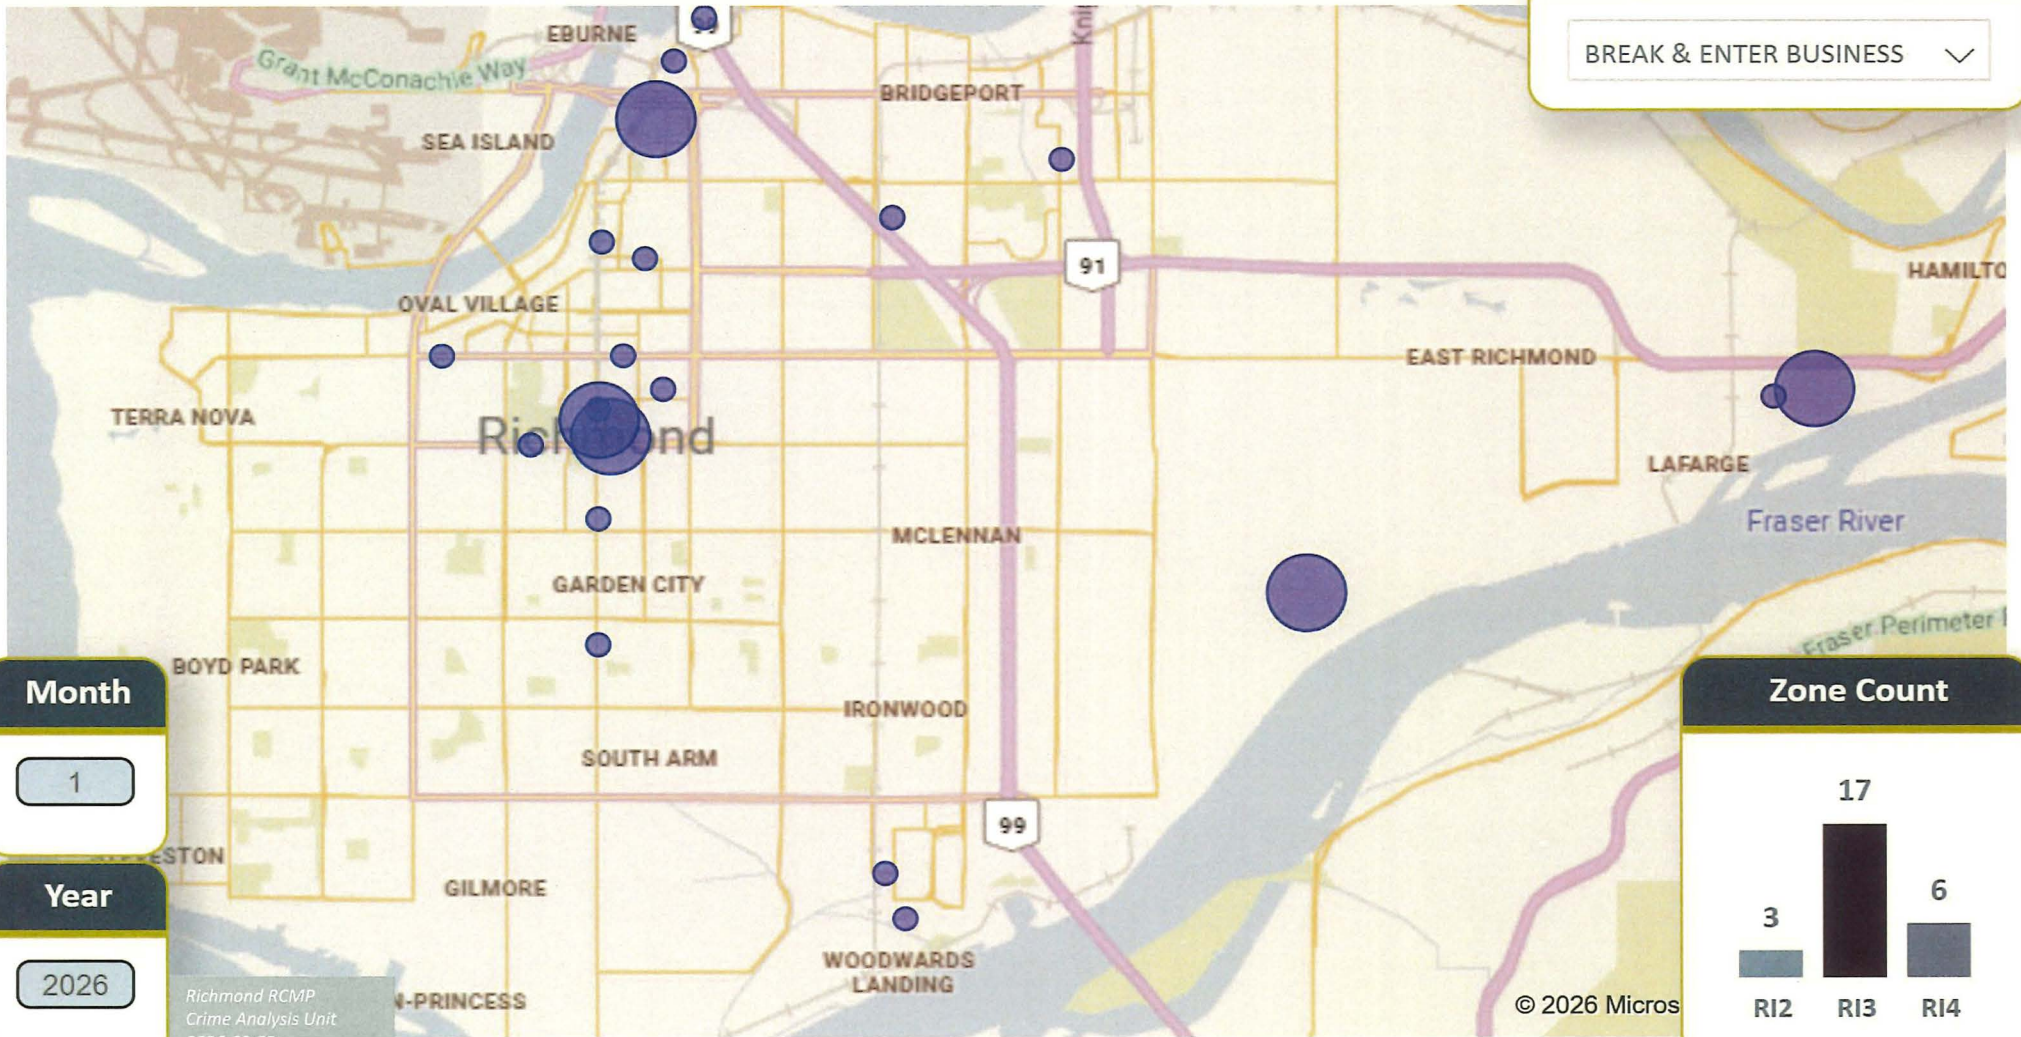 EBURNE
BREAK & ENTER BUSINESS
Grant McConachie Way
BRIDGEPORT
SEA ISLAND
91
HAMILTO
OVAL VILLAGE
EAST RICHMOND
TERRA NOVA
Richmond
LAFARGE
Fraser River
MCLENNAN
GARDEN CITY
Fraser Perimeter
BOYD PARK
Month
1
Zone Count
IRONWOOD
SOUTH ARM
17
99
6
3
ESTON
GILMORE
Year
2026
WOODWARDS
LANDING
Richmond RCMP
Crime Analysis Unit
N-PRINCESS
© 2026 Micros
RI2 RI3 RI4